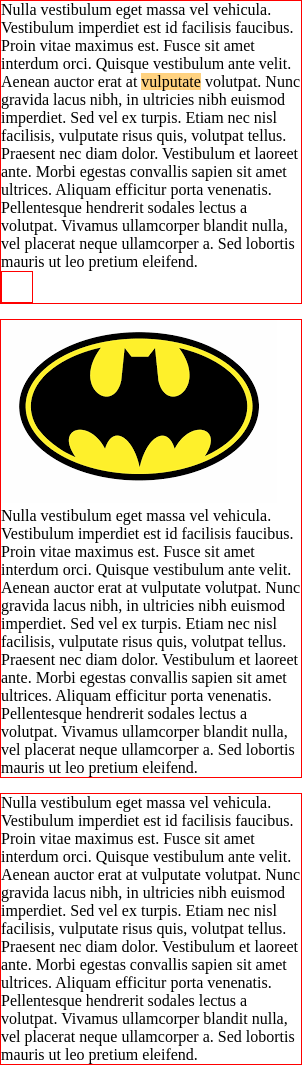 Nulla vestibulum eget massa vel vehicula.
Vestibulum imperdiet est id facilisis faucibus.
Proin vitae maximus est. Fusce sit amet
interdum orci. Quisque vestibulum ante velit.
Aenean auctor erat at vulputate volutpat. Nunc
gravida lacus nibh, in ultricies nibh euismod
imperdiet. Sed vel ex turpis. Etiam nec nisl
facilisis, vulputate risus quis, volutpat tellus.
Praesent nec diam dolor. Vestibulum et laoreet
ante. Morbi egestas convallis sapien sit amet
ultrices. Aliquam efficitur porta venenatis.
Pellentesque hendrerit sodales lectus a
volutpat. Vivamus ullamcorper blandit nulla,
vel placerat neque ullamcorper a. Sed lobortis
mauris ut leo pretium eleifend.
Nulla vestibulum eget massa vel vehicula.
Vestibulum imperdiet est id facilisis faucibus.
Proin vitae maximus est. Fusce sit amet
interdum orci. Quisque vestibulum ante velit.
Aenean auctor erat at vulputate volutpat. Nunc
gravida lacus nibh, in ultricies nibh euismod
imperdiet. Sed vel ex turpis. Etiam nec nisl
facilisis, vulputate risus quis, volutpat tellus.
Praesent nec diam dolor. Vestibulum et laoreet
ante. Morbi egestas convallis sapien sit amet
ultrices. Aliquam efficitur porta venenatis.
Pellentesque hendrerit sodales lectus a
volutpat. Vivamus ullamcorper blandit nulla,
vel placerat neque ullamcorper a. Sed lobortis
mauris ut leo pretium eleifend.
Nulla vestibulum eget massa vel vehicula.
Vestibulum imperdiet est id facilisis faucibus.
Proin vitae maximus est. Fusce sit amet
interdum orci. Quisque vestibulum ante velit.
Aenean auctor erat at vulputate volutpat. Nunc
gravida lacus nibh, in ultricies nibh euismod
imperdiet. Sed vel ex turpis. Etiam nec nisl
facilisis, vulputate risus quis, volutpat tellus.
Praesent nec diam dolor. Vestibulum et laoreet
ante. Morbi egestas convallis sapien sit amet
ultrices. Aliquam efficitur porta venenatis.
Pellentesque hendrerit sodales lectus a
volutpat. Vivamus ullamcorper blandit nulla,
vel placerat neque ullamcorper a. Sed lobortis
mauris ut leo pretium eleifend.